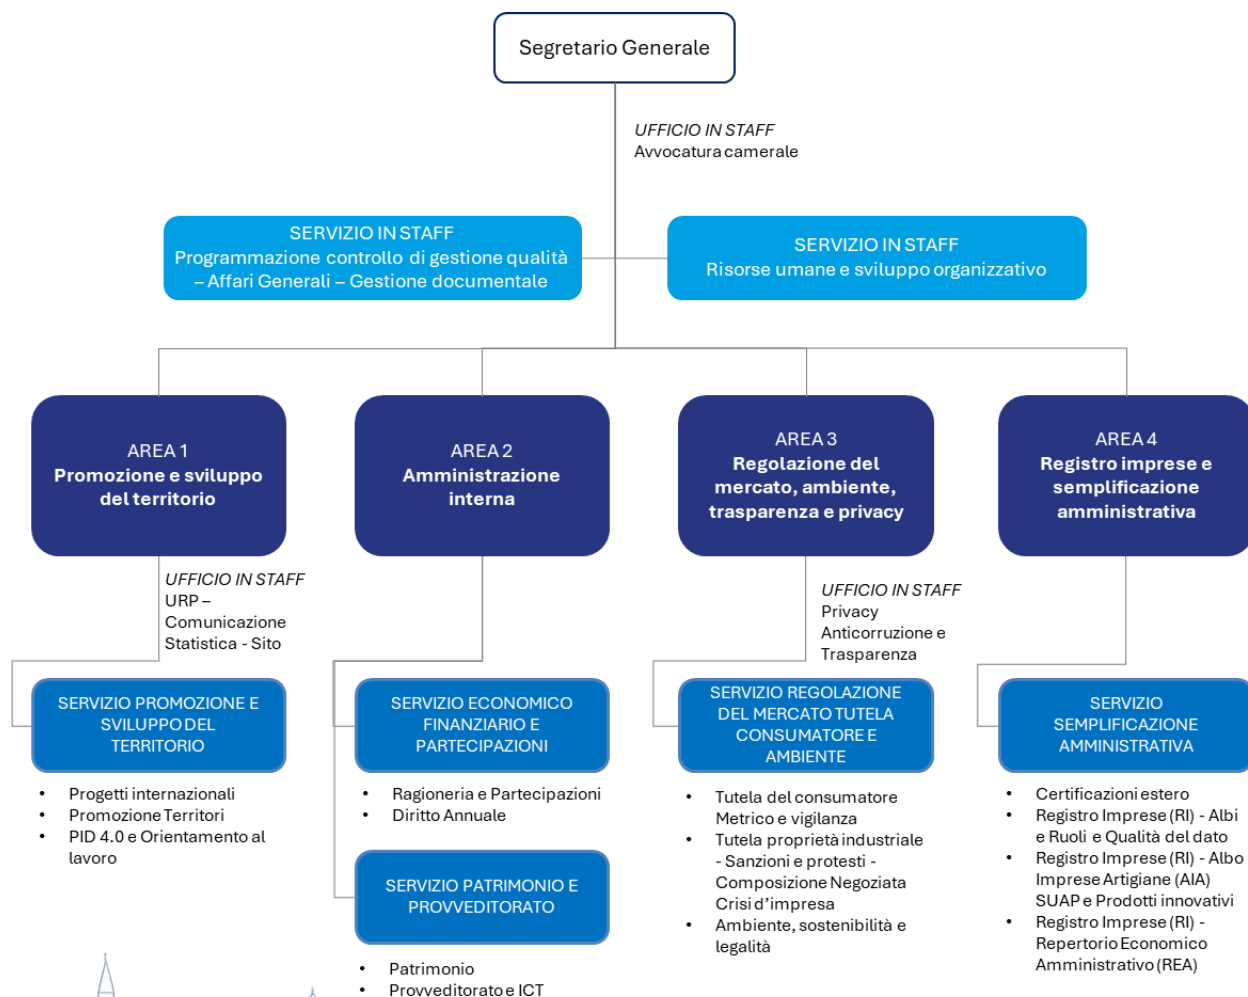 Segretario Generale
UFFICIO IN STAFF
Avvocatura camerale
SERVIZIO IN STAFF
Programmazione controllo di gestione qualità
– Affari Generali – Gestione documentale
SERVIZIO IN STAFF
Risorse umane e sviluppo organizzativo
AREA 1
Promozione e sviluppo
del territorio
AREA 2
Amministrazione
interna
AREA 3
Regolazione del
mercato, ambiente,
trasparenza e privacy
AREA 4
Registro imprese e
semplificazione
amministrativa
UFFICIO IN STAFF
URP –
Comunicazione
Statistica - Sito
UFFICIO IN STAFF
Privacy
Anticorruzione e
Trasparenza
SERVIZIO PROMOZIONE E
SVILUPPO DEL
TERRITORIO
• Progetti internazionali
• Promozione Territori
• PID 4.0 e Orientamento al
lavoro
SERVIZIO ECONOMICO
FINANZIARIO E
PARTECIPAZIONI
• Ragioneria e Partecipazioni
• Diritto Annuale
SERVIZIO PATRIMONIO E
PROVVEDITORATO
• Patrimonio
• Provveditorato e ICT
SERVIZIO REGOLAZIONE
DEL MERCATO TUTELA
CONSUMATORE E
AMBIENTE
• Tutela del consumatore
Metrico e vigilanza
• Tutela proprietà industriale
- Sanzioni e protesti -
Composizione Negoziata
Crisi d’impresa
• Ambiente, sostenibilità e
legalità
SERVIZIO
SEMPLIFICAZIONE
AMMINISTRATIVA
• Certificazioni estero
• Registro Imprese (RI) - Albi
e Ruoli e Qualità del dato
• Registro Imprese (RI) - Albo
Imprese Artigiane (AIA)
SUAP e Prodotti innovativi
• Registro Imprese (RI) -
Repertorio Economico
Amministrativo (REA)